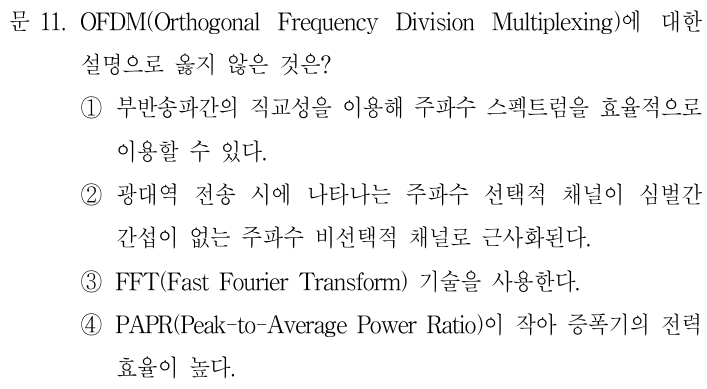 문 11. OFDM(Orthogonal Frequency Division Multiplexing)에 대한
설명으로 옳지 않은 것은?
① 부반송파간의 직교성을 이용해 주파수 스펙트럼을 효율적으로
이용할 수 있다.
② 광대역 전송 시에 나타나는 주파수 선택적 채널이 심벌간
간섭이 없는 주파수 비선택적 채널로 근사화된다.
③ FFT(Fast Fourier Transform) 기술을 사용한다.
④ PAPR(Peak-to-Average Power Ratio)이 작아 증폭기의 전력
효율이 높다.